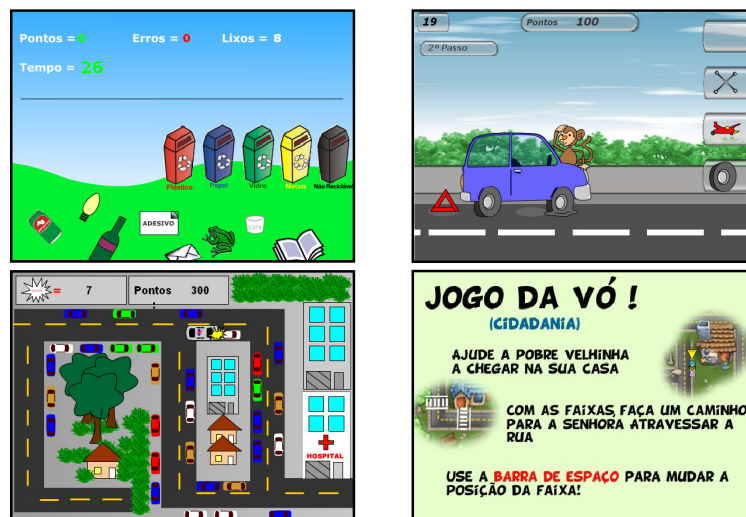 Pontos = 0 Erros = 0 Lixos = 8
Tempo = 26
Plástico Papel Vidro Metais Não Reciclável
ADESIVO
Café
19 Pontos 100
2º Passo
= 7 Pontos 300
HOSPITAL
JOGO DA VÓ !
(CIDADANIA)
AJUDE A POBRE VELHINHA
A CHEGAR NA SUA CASA
COM AS FAIXAS, FAÇA UM CAMINHO
PARA A SENHORA ATRAVESSAR A
RUA
USE A BARRA DE ESPAÇO PARA MUDAR A
POSIÇÃO DA FAIXA!